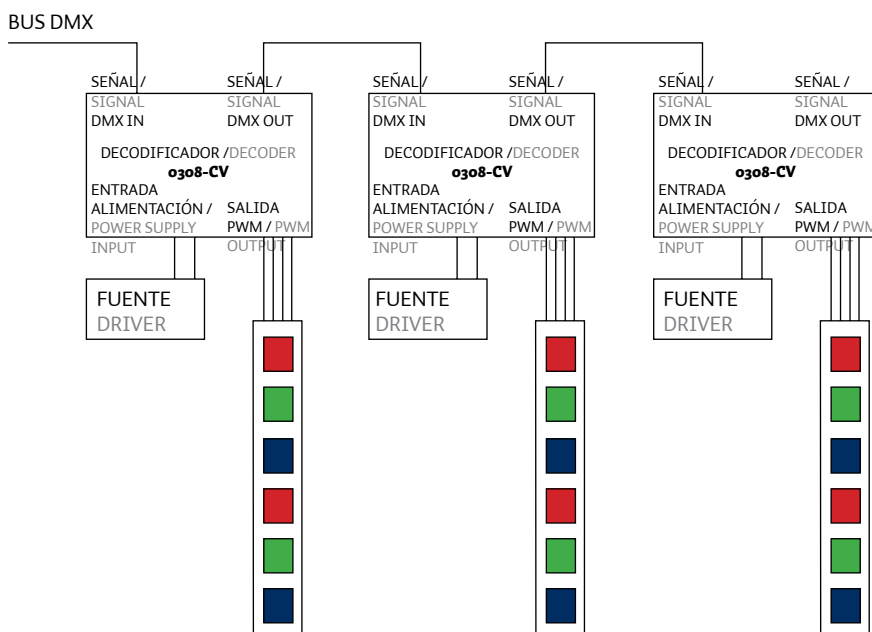 BUS DMX
SEÑAL /
SIGNAL
DMX IN
SEÑAL /
SIGNAL
DMX OUT
DECODIFICADOR /DECODER
0308-CV
ENTRADA
ALIMENTACIÓN /
POWER SUPPLY
INPUT
SALIDA
PWM / PWM
OUTPUT
FUENTE
DRIVER
SEÑAL /
SIGNAL
DMX IN
SEÑAL /
SIGNAL
DMX OUT
DECODIFICADOR /DECODER
0308-CV
ENTRADA
ALIMENTACIÓN /
POWER SUPPLY
INPUT
SALIDA
PWM / PWM
OUTPUT
FUENTE
DRIVER
SEÑAL /
SIGNAL
DMX IN
SEÑAL /
SIGNAL
DMX OUT
DECODIFICADOR /DECODER
0308-CV
ENTRADA
ALIMENTACIÓN /
POWER SUPPLY
INPUT
SALIDA
PWM / PWM
OUTPUT
FUENTE
DRIVER